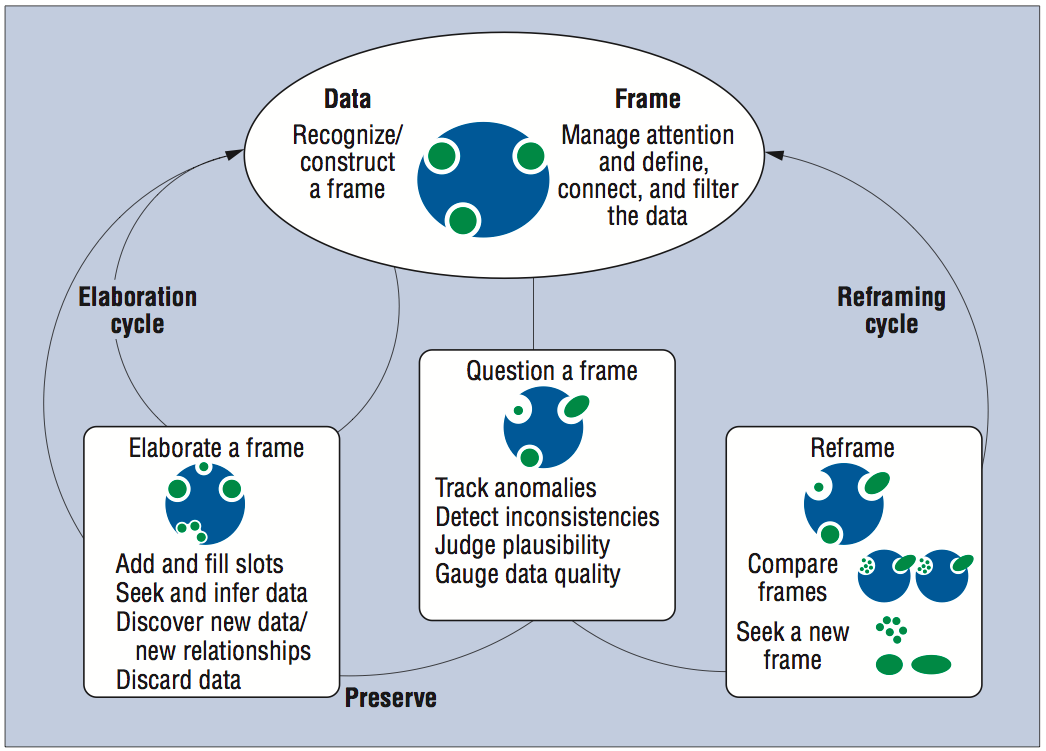 Data
Recognize/
construct
a frame
Frame
Manage attention
and define,
connect, and filter
the data
Elaboration
cycle
Reframing
cycle
Elaborate a frame
Add and fill slots
Seek and infer data
Discover new data/
new relationships
Discard data
Question a frame
Track anomalies
Detect inconsistencies
Judge plausibility
Gauge data quality
Reframe
Compare
frames
Seek a new
frame
Preserve